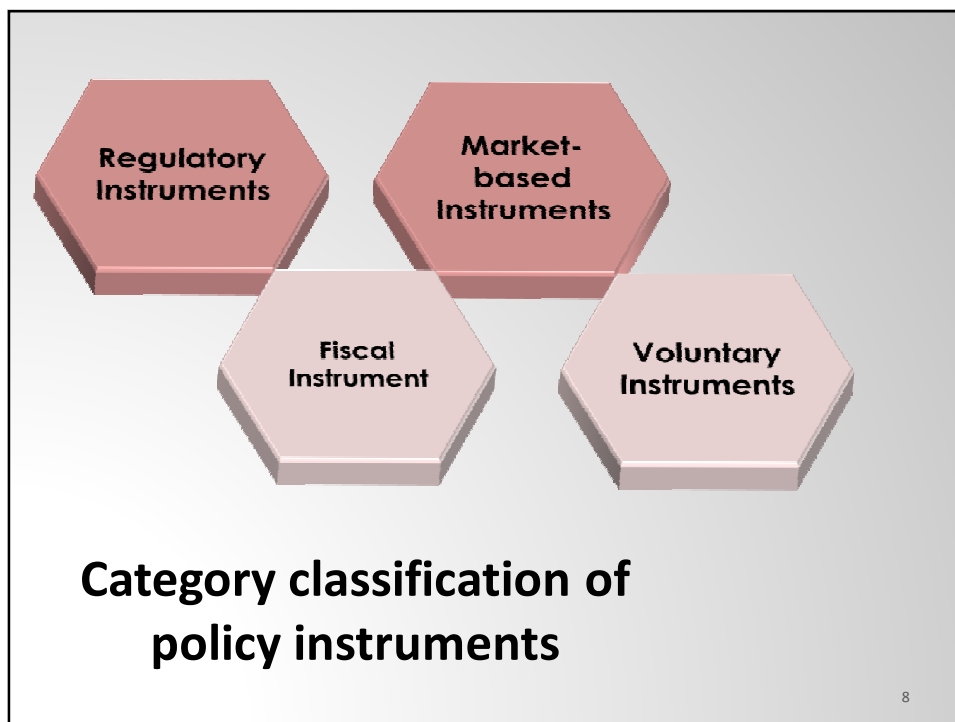 Regulatory
Instruments
Market-
based
Instruments
Fiscal
Instrument
Voluntary
Instruments
Category classification of
policy instruments
8